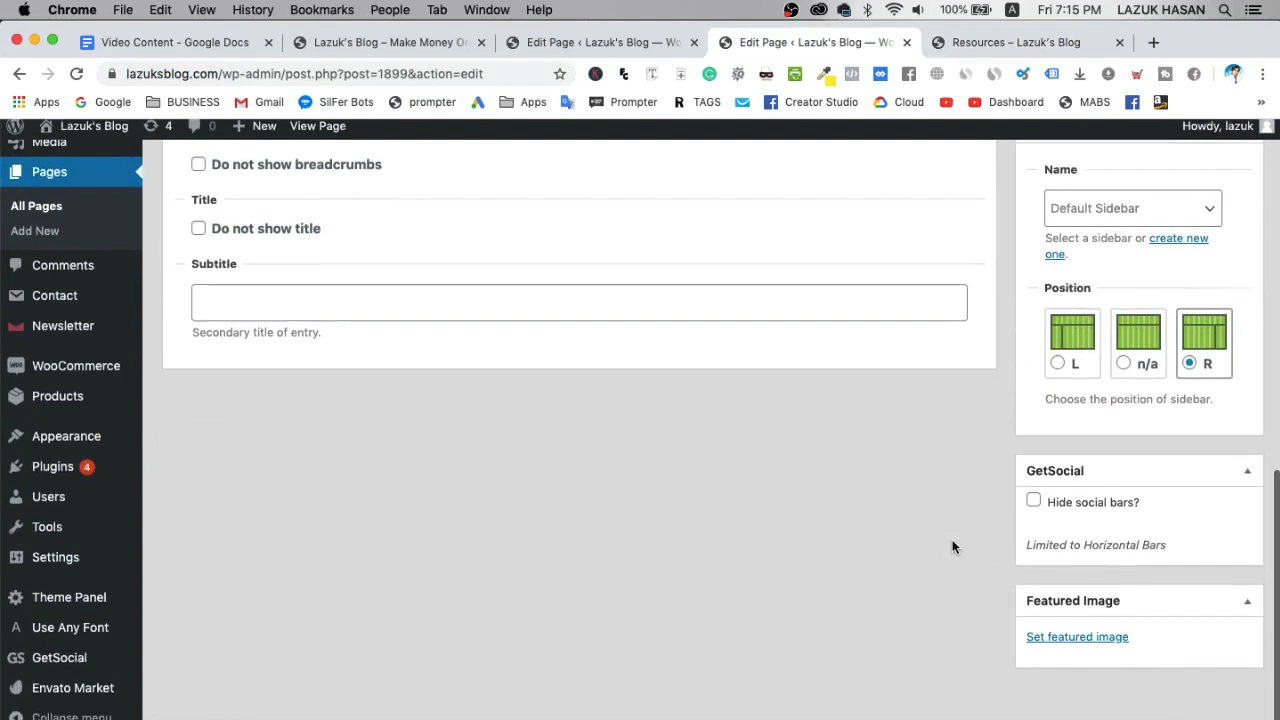 Chrome File Edit View History Bookmarks People Tab Window Help 100% A Fri 7:15 PM LAZUK HASAN
Video Content - Google Docs Lazuk's Blog – Make Money On Edit Page ‹ Lazuk's Blog — Wo Edit Page ‹ Lazuk's Blog — Wo Resources – Lazuk's Blog
lazuksblog.com/wp-admin/post.php?post=1899&action=edit
Apps Google BUSINESS Gmail SilFer Bots prompter Apps Prompter R TAGS Creator Studio Cloud Dashboard MABS »
Lazuk's Blog 4 0 New View Page Howdy, lazuk
Media
Pages
All Pages
Add New
Comments
Contact
Newsletter
WooCommerce
Products
Appearance
Plugins 4
Users
Tools
Settings
Theme Panel
Use Any Font
GS GetSocial
Envato Market
Collapse menu
Do not show breadcrumbs
Title
Do not show title
Subtitle
Secondary title of entry.
Name
Default Sidebar
Select a sidebar or create new
one.
Position
L n/a R
Choose the position of sidebar.
GetSocial
Hide social bars?
Limited to Horizontal Bars
Featured Image
Set featured image